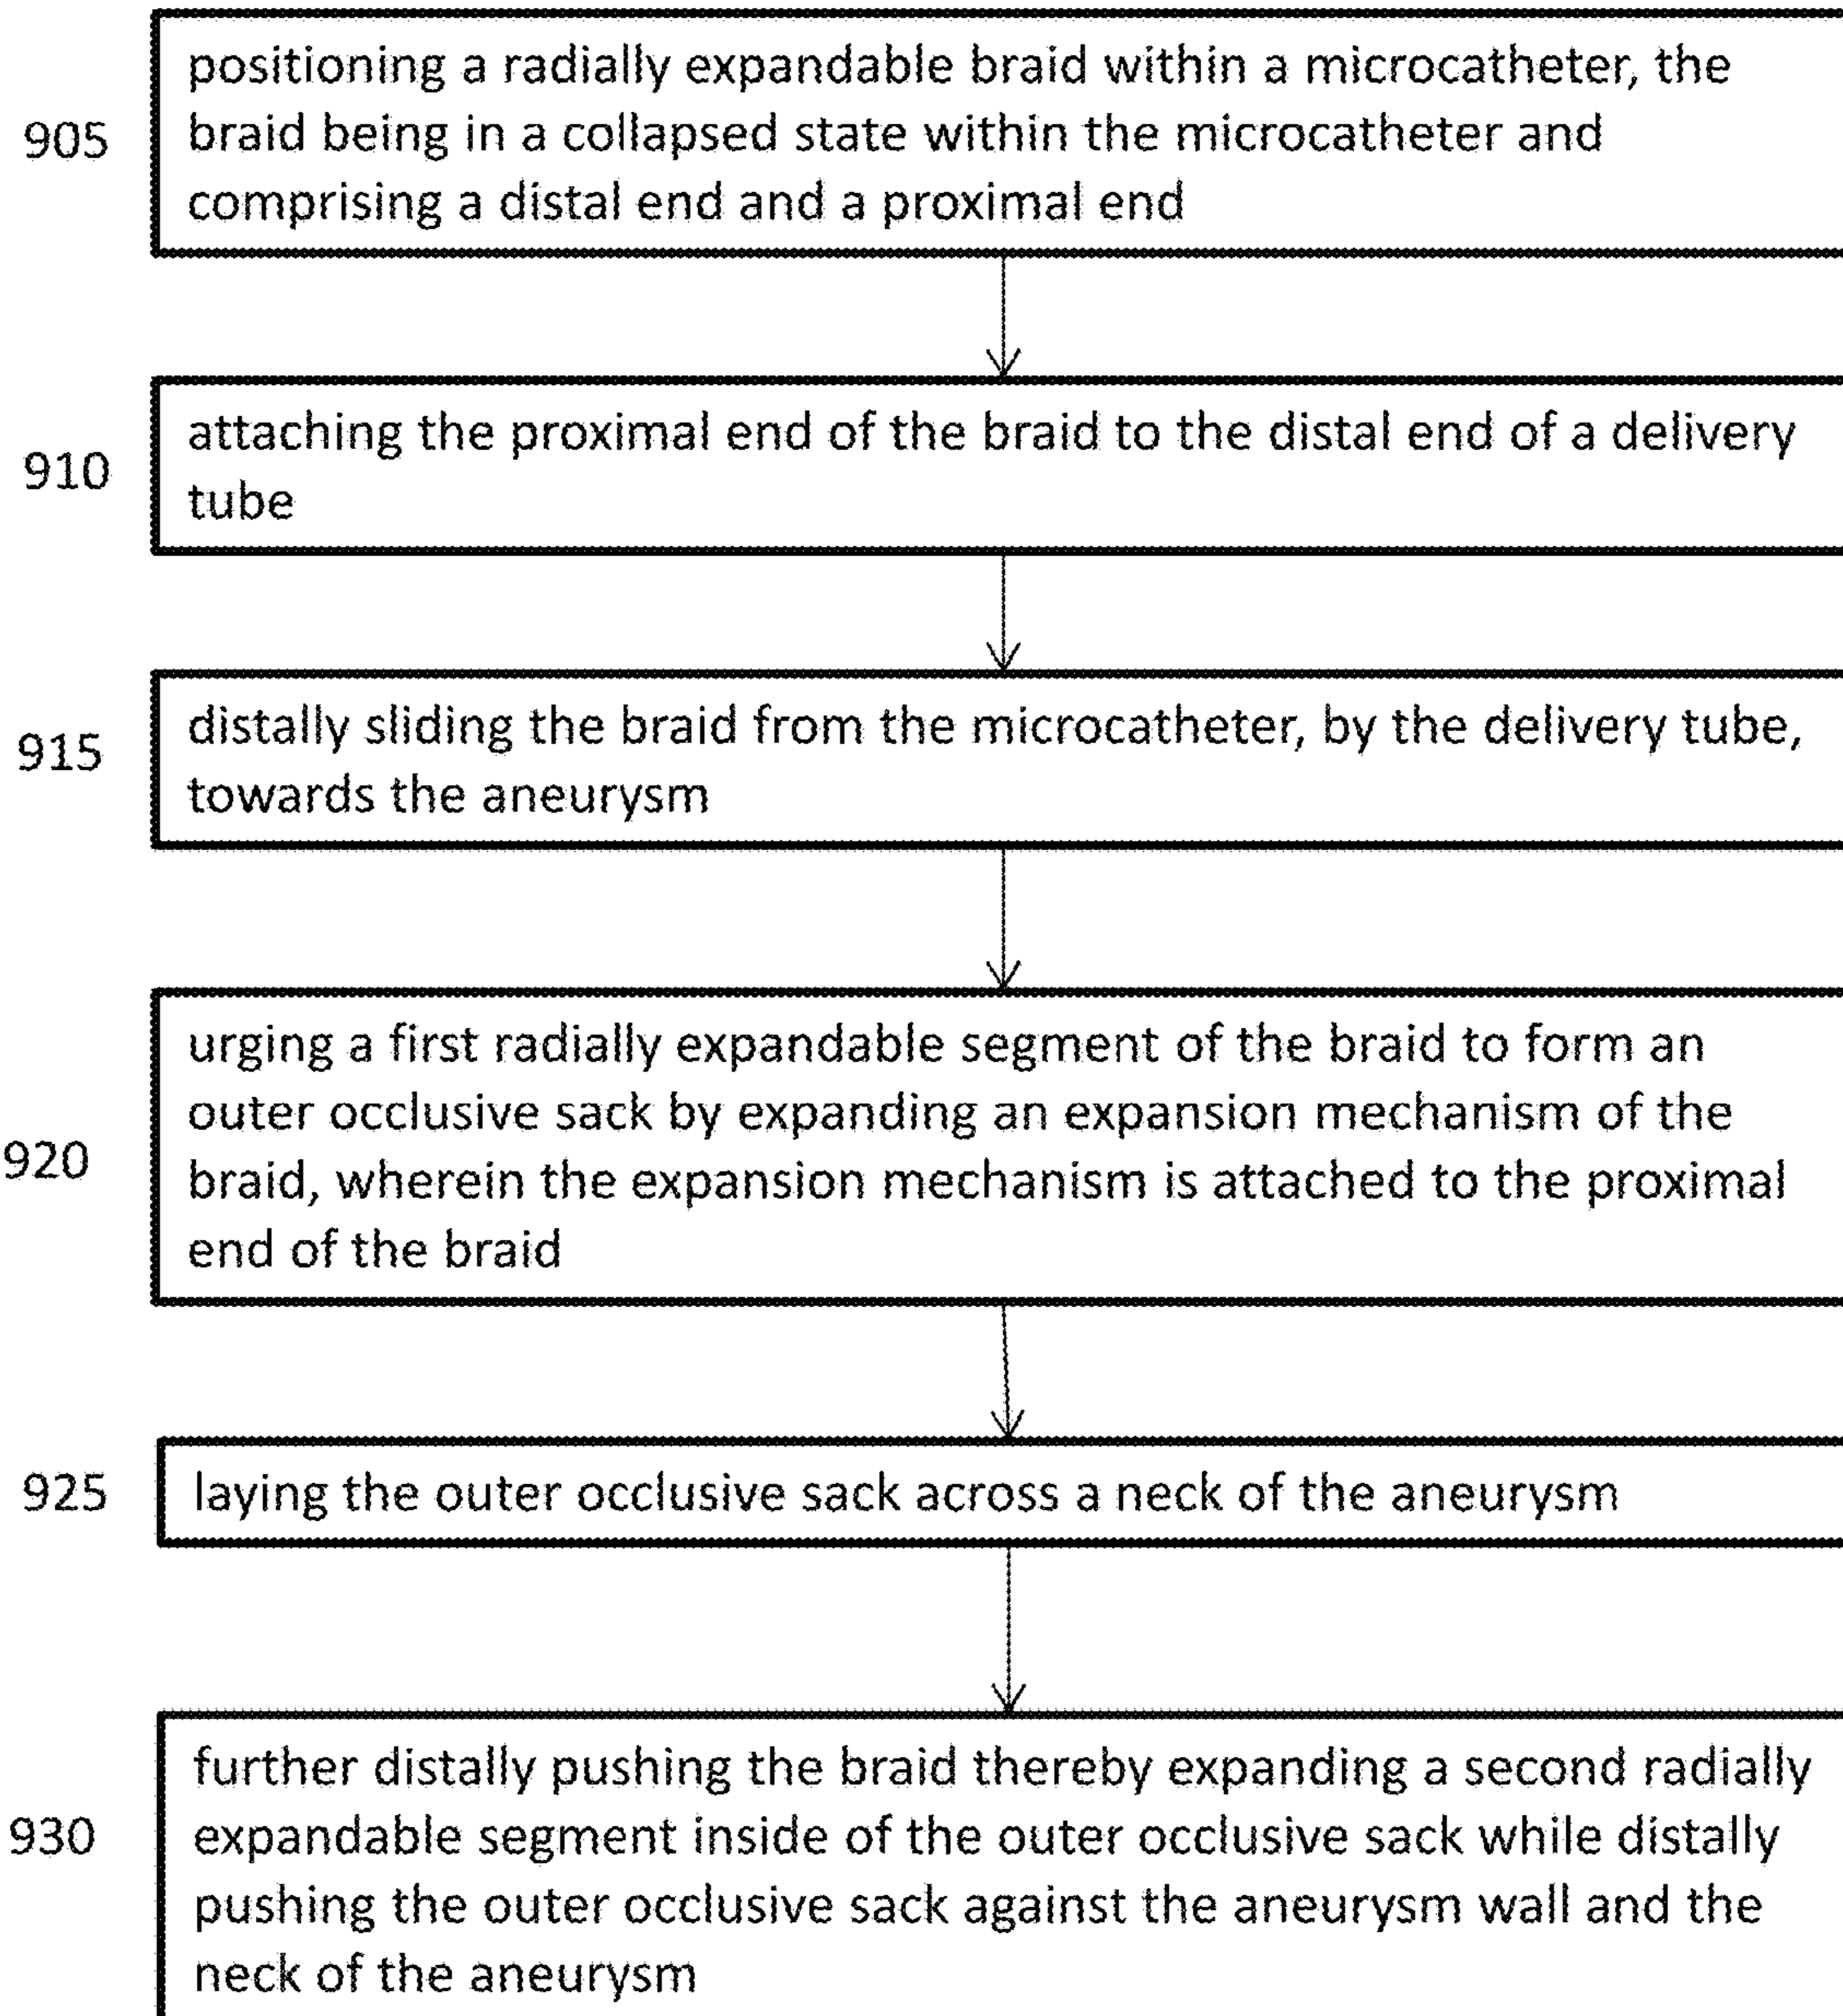 905
positioning a radially expandable braid within a microcatheter, the
braid being in a collapsed state within the microcatheter and
comprising a distal end and a proximal end
910
attaching the proximal end of the braid to the distal end of a delivery
tube
915
distally sliding the braid from the microcatheter, by the delivery tube,
towards the aneurysm
920
urging a first radially expandable segment of the braid to form an
outer occlusive sack by expanding an expansion mechanism of the
braid, wherein the expansion mechanism is attached to the proximal
end of the braid
925
laying the outer occlusive sack across a neck of the aneurysm
930
further distally pushing the braid thereby expanding a second radially
expandable segment inside of the outer occlusive sack while distally
pushing the outer occlusive sack against the aneurysm wall and the
neck of the aneurysm